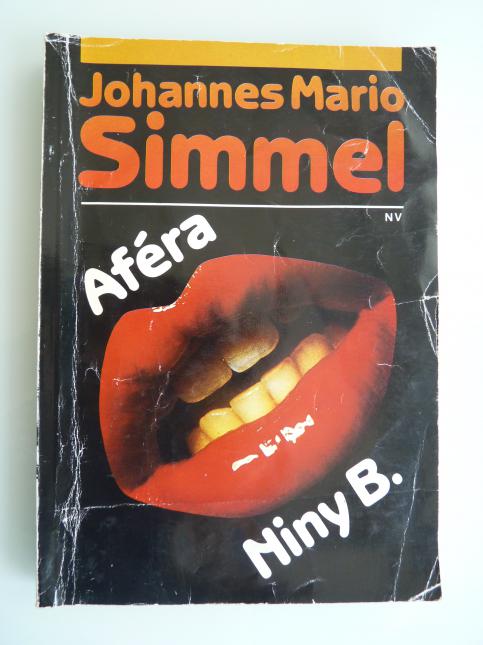 Johannes Mario
Simmel
NV
Aféra
Niny B.